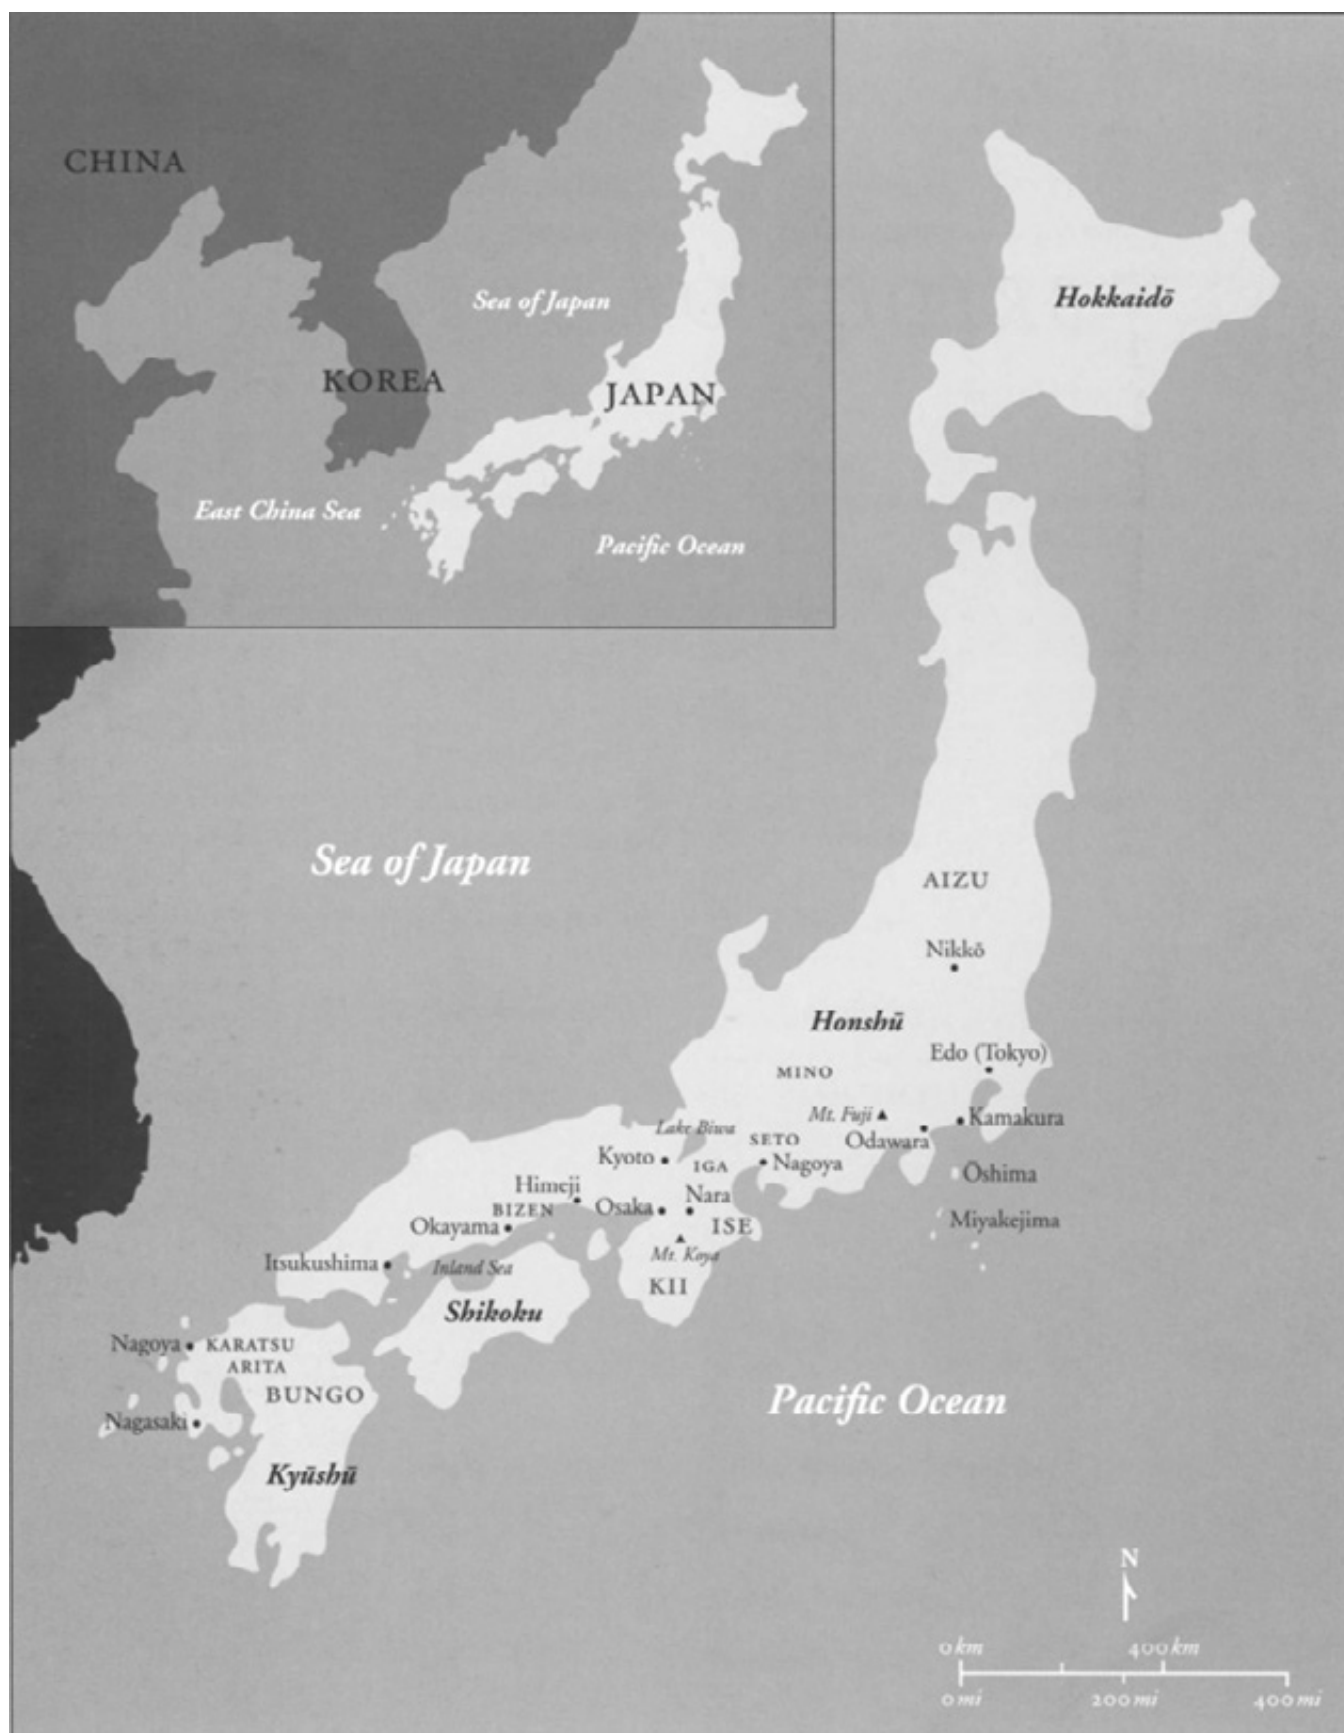 CHINA
Sea of Japan
KOREA
JAPAN
East China Sea
Pacific Ocean
Hokkaidō
Sea of Japan
AIZU
Nikkō
Honshū
Edo (Tokyo)
MINO
Mt. Fuji
Kamakura
Lake Biwa
SETO
Odawara
Kyoto
IGA
Nagoya
Ōshima
Himeji
BIZEN
Osaka
Nara
Okayama
ISE
Miyakejima
Mt. Koya
Itsukushima
Inland Sea
KII
Shikoku
Nagoya
KARATSU
ARITA
BUNGO
Pacific Ocean
Nagasaki
Kyūshū
N
0 km 400 km
0 mi 200 mi 400 mi